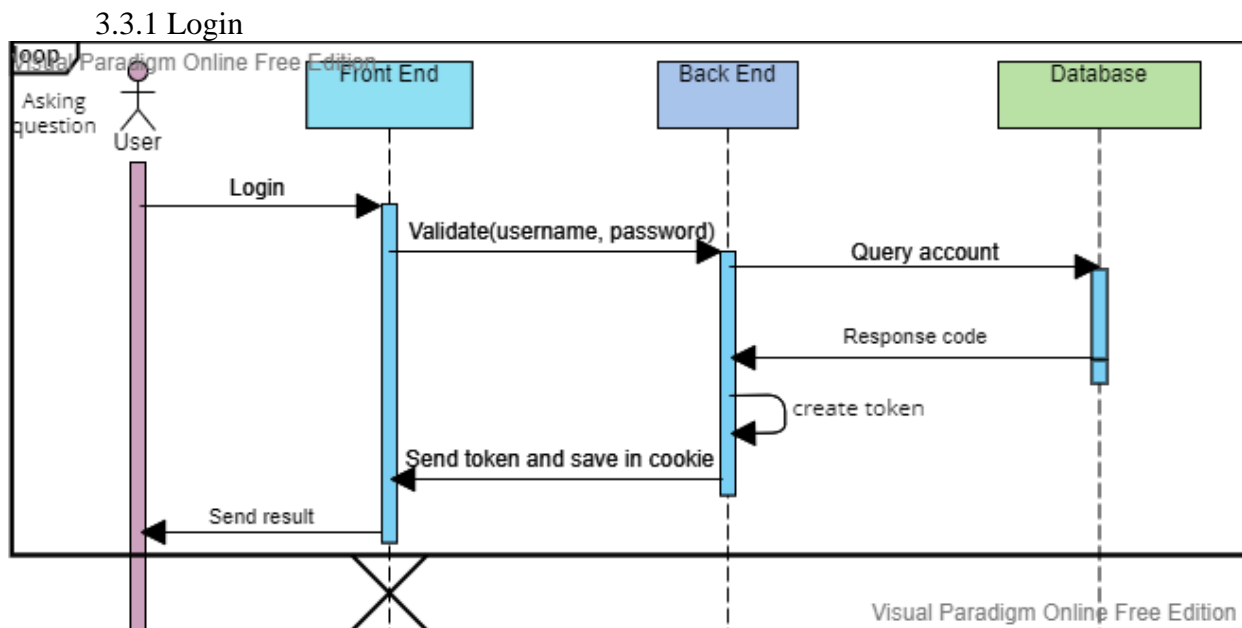 3.3.1 Login
loop
Visual Paradigm Online Free Edition
Asking
question
User
Front End
Back End
Database
Login
Validate(username, password)
Query account
Response code
create token
Send token and save in cookie
Send result
Visual Paradigm Online Free Edition